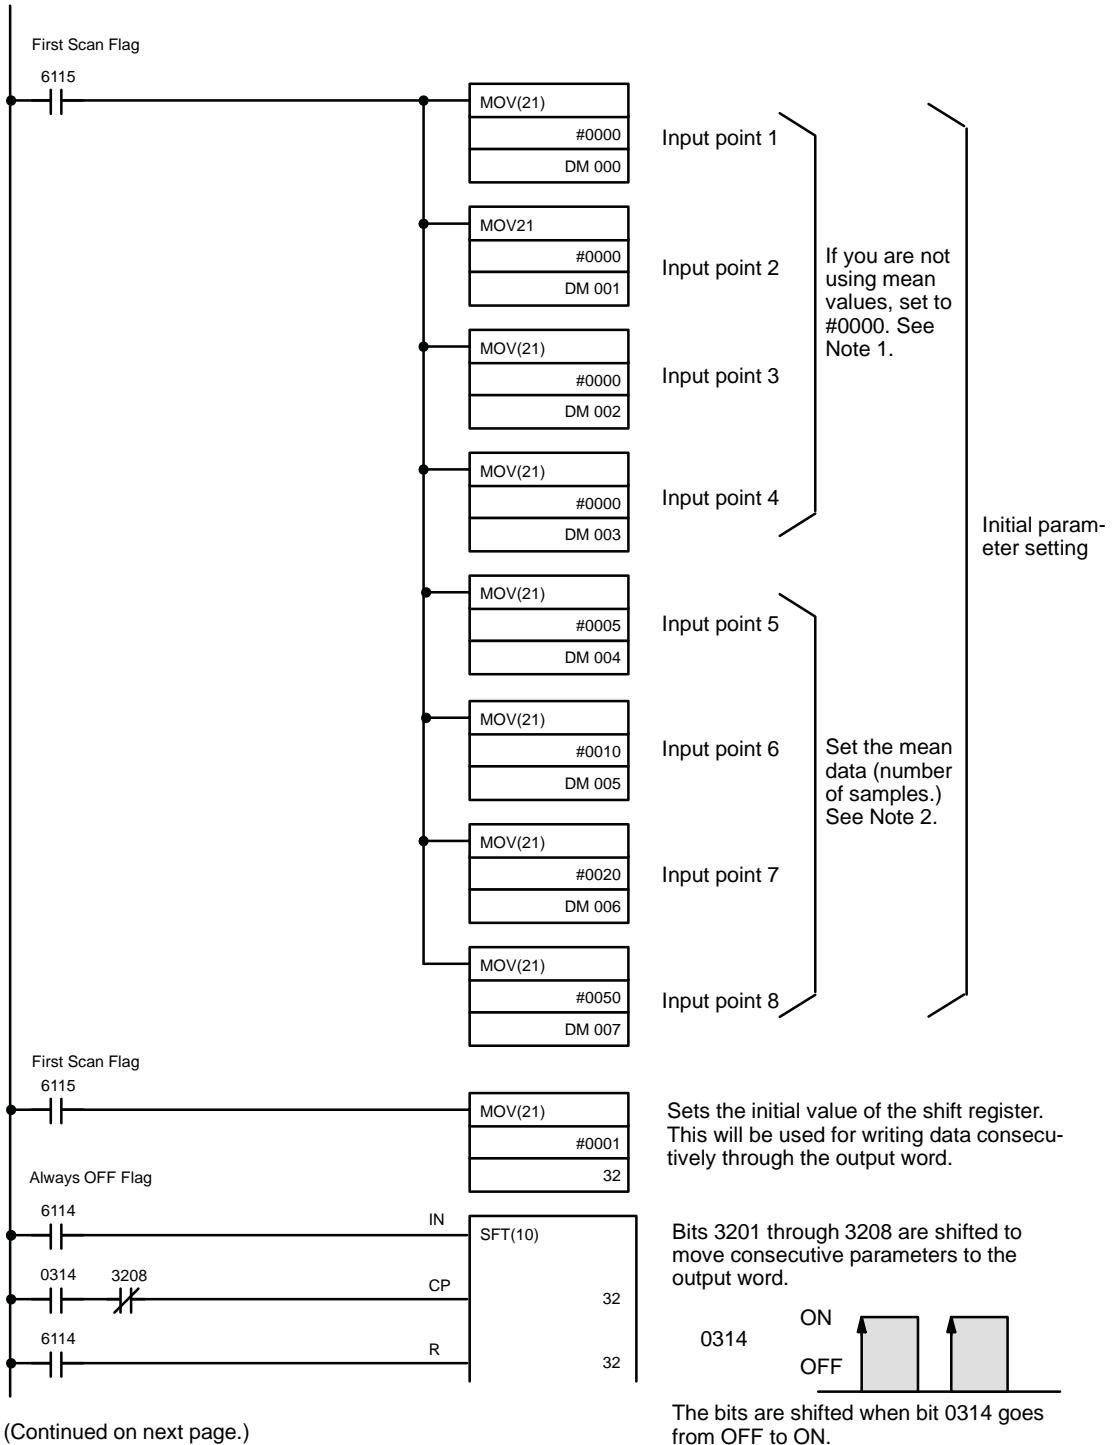 First Scan Flag
6115
MOV(21)
#0000
DM 000
Input point 1
MOV21
#0000
DM 001
Input point 2
MOV(21)
#0000
DM 002
Input point 3
MOV(21)
#0000
DM 003
Input point 4
If you are not
using mean
values, set to
#0000. See
Note 1.
Initial param-
eter setting
MOV(21)
#0005
DM 004
Input point 5
MOV(21)
#0010
DM 005
Input point 6
MOV(21)
#0020
DM 006
Input point 7
MOV(21)
#0050
DM 007
Input point 8
Set the mean
data (number
of samples.)
See Note 2.
First Scan Flag
6115
MOV(21)
#0001
32
Sets the initial value of the shift register.
This will be used for writing data consecu-
tively through the output word.
Always OFF Flag
6114
IN
SFT(10)
0314
3208
CP
32
6114
R
32
Bits 3201 through 3208 are shifted to
move consecutive parameters to the
output word.
ON
0314
OFF
The bits are shifted when bit 0314 goes
from OFF to ON.
(Continued on next page.)